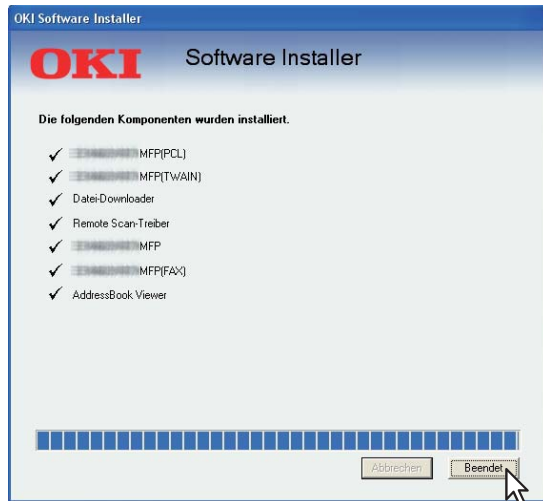 OKI Software Installer
OKI Software Installer
Die folgenden Komponenten wurden installiert.
MFP(PCL)
MFP(TWAIN)
Datei-Downloader
Remote Scan-Treiber
MFP
MFP(FAX)
AddressBook Viewer
Abbrechen Beendet